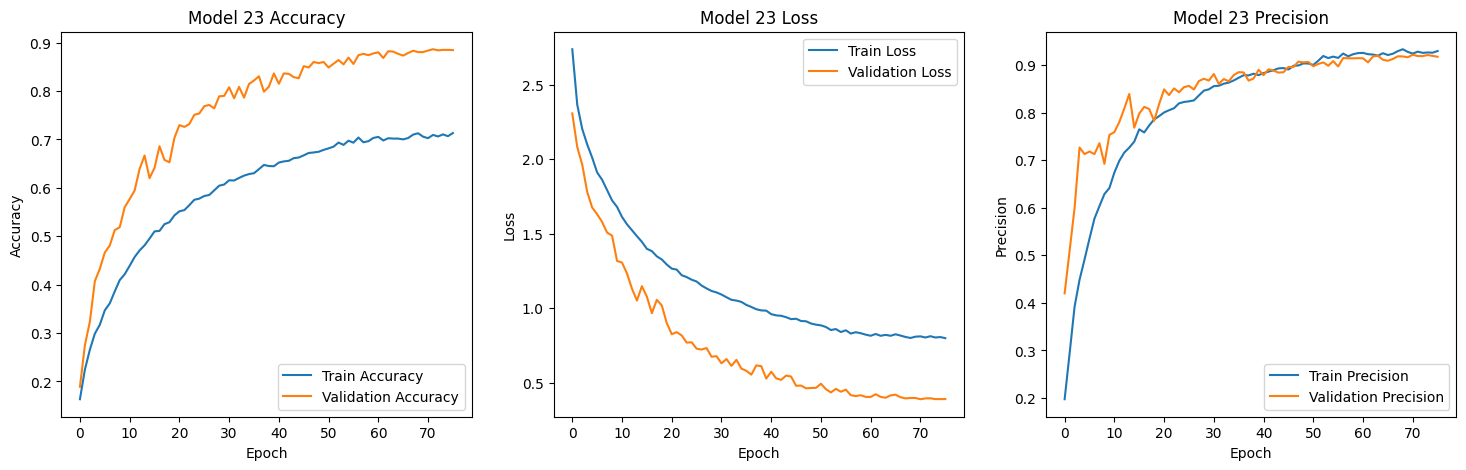 Model 23 Accuracy
0.9
0.8
0.7
0.6
0.5
0.4
0.3
0.2
Accuracy
Train Accuracy
Validation Accuracy
0 10 20 30 40 50 60 70
Epoch
Model 23 Loss
2.5
2.0
1.5
1.0
0.5
Loss
Train Loss
Validation Loss
0 10 20 30 40 50 60 70
Epoch
Model 23 Precision
0.9
0.8
0.7
0.6
0.5
0.4
0.3
0.2
Precision
Train Precision
Validation Precision
0 10 20 30 40 50 60 70
Epoch